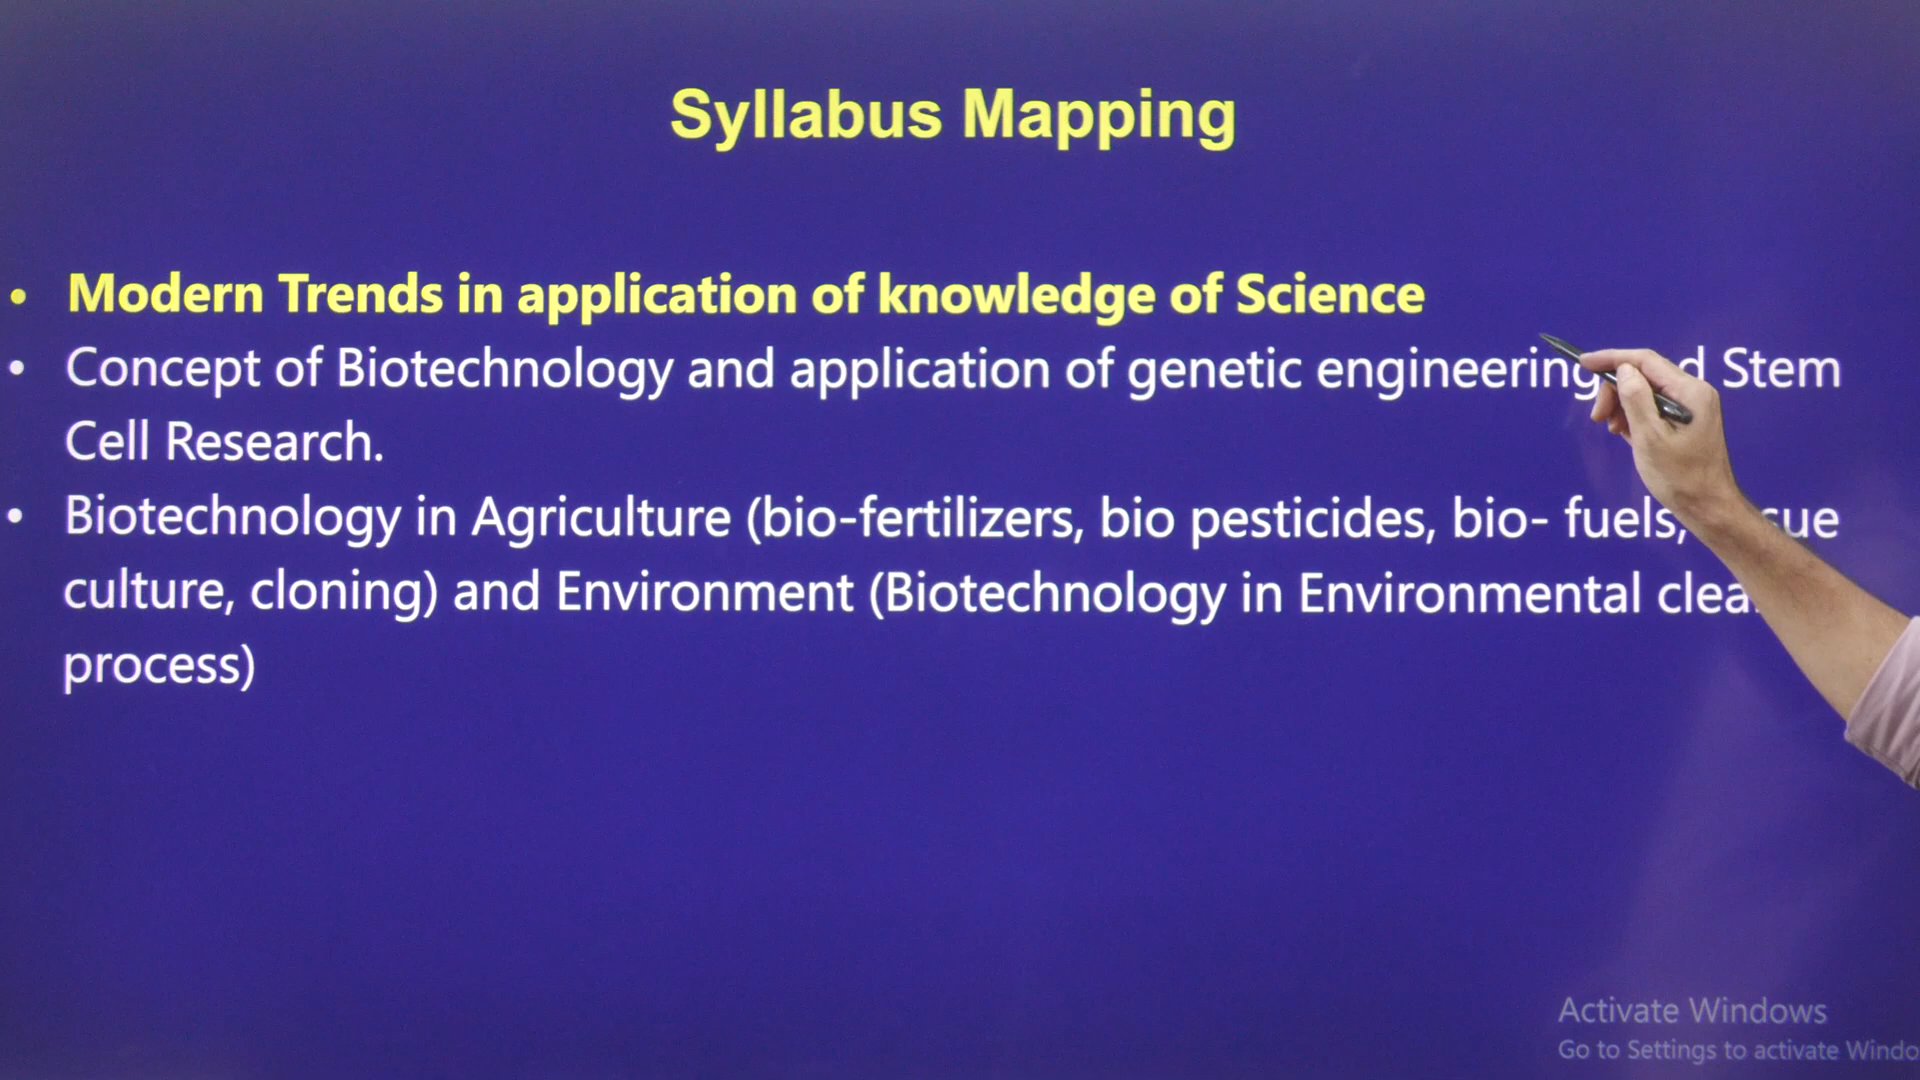 Syllabus Mapping
• Modern Trends in application of knowledge of Science
• Concept of Biotechnology and application of genetic engineering Stem
Cell Research.
• Biotechnology in Agriculture (bio-fertilizers, bio pesticides, bio- fuels,
culture, cloning) and Environment (Biotechnology in Environmental
process)
Activate Windows
Go to Settings to activate